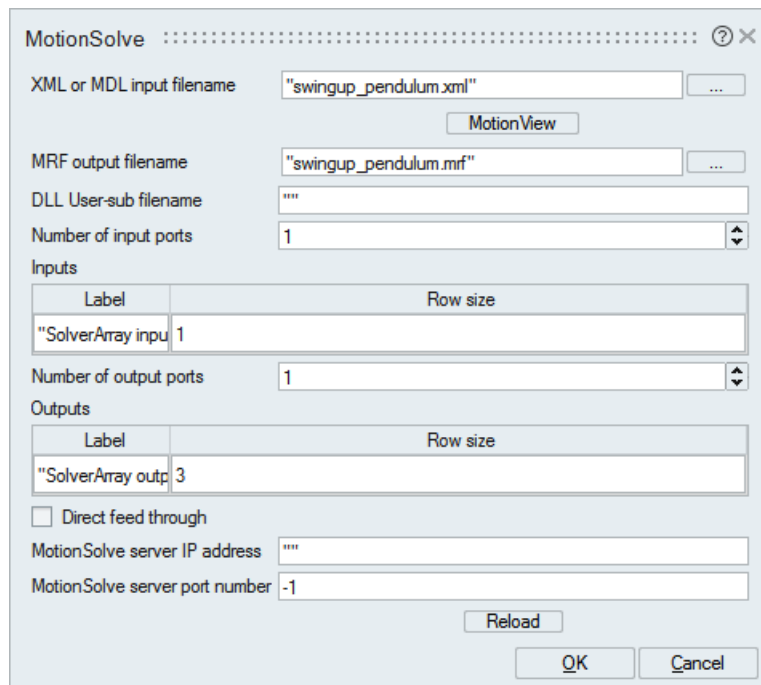 MotionSolve
XML or MDL input filename "swingup_pendulum.xml" ...
MotionView
MRF output filename "swingup_pendulum.mrf" ...
DLL User-sub filename ""
Number of input ports 1
Inputs
Label Row size
"SolverArray inpu 1
Number of output ports 1
Outputs
Label Row size
"SolverArray outp 3
Direct feed through
MotionSolve server IP address ""
MotionSolve server port number -1
Reload
OK Cancel